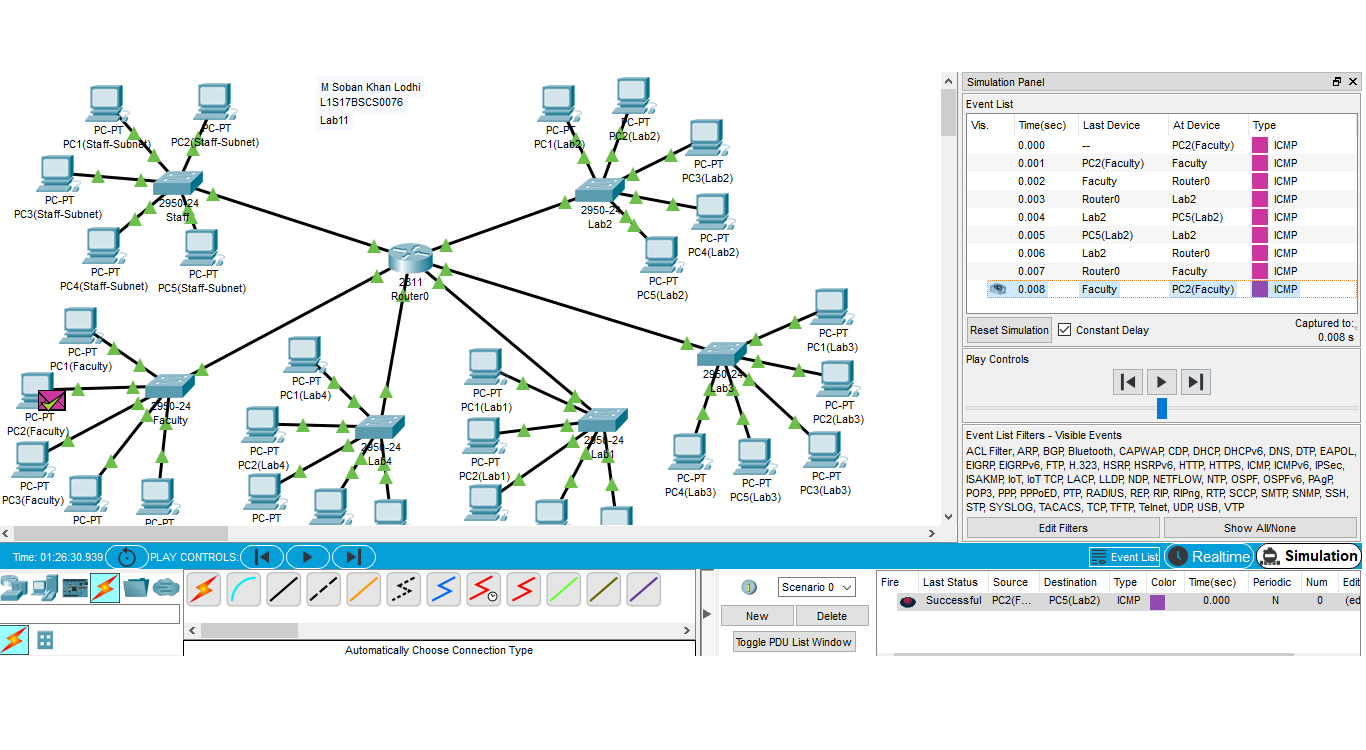 M Soban Khan Lodhi
L1S17BSCS0076
Lab11
PC-PT
PC1(Staff-Subnet)
PC-PT
PC2(Staff-Subnet)
PC-PT
PC3(Staff-Subnet)
2950-24
Staff
PC-PT
PC4(Staff-Subnet)
PC-PT
PC5(Staff-Subnet)
PC-PT
PC1(Lab2)
PC-PT
PC2(Lab2)
PC-PT
PC3(Lab2)
2950-24
Lab2
PC-PT
PC4(Lab2)
PC-PT
PC5(Lab2)
2811
Router0
PC-PT
PC1(Faculty)
PC-PT
PC2(Faculty)
2950-24
Faculty
PC-PT
PC3(Faculty)
PC-PT
PC-PT
PC-PT
PC1(Lab4)
PC-PT
PC2(Lab4)
2950-24
Lab4
PC-PT
PC-PT
PC1(Lab1)
PC-PT
PC2(Lab1)
2950-24
Lab1
PC-PT
PC-PT
PC1(Lab3)
2950-24
Lab3
PC-PT
PC2(Lab3)
PC-PT
PC4(Lab3)
PC-PT
PC5(Lab3)
PC-PT
PC3(Lab3)
Simulation Panel
Event List
Vis. Time(sec) Last Device At Device Type
0.000 -- PC2(Faculty) ICMP
0.001 PC2(Faculty) Faculty ICMP
0.002 Faculty Router0 ICMP
0.003 Router0 Lab2 ICMP
0.004 Lab2 PC5(Lab2) ICMP
0.005 PC5(Lab2) Lab2 ICMP
0.006 Lab2 Router0 ICMP
0.007 Router0 Faculty ICMP
0.008 Faculty PC2(Faculty) ICMP
Reset Simulation Constant Delay Captured to:
0.008 s
Play Controls
Event List Filters - Visible Events
ACL Filter, ARP, BGP, Bluetooth, CAPWAP, CDP, DHCP, DHCPv6, DNS, DTP, EAPOL,
EIGRP, EIGRPv6, FTP, H.323, HSRP, HSRPv6, HTTP, HTTPS, ICMP, ICMPv6, IPSec,
ISAKMP, IoT, IoT TCP, LACP, LLDP, NDP, NETFLOW, NTP, OSPF, OSPFv6, PAgP,
POP3, PPP, PPPoED, PTP, RADIUS, REP, RIP, RIPng, RTP, SCCP, SMTP, SNMP, SSH,
STP, SYSLOG, TACACS, TCP, TFTP, Telnet, UDP, USB, VTP
Edit Filters Show All/None
Time: 01:26:30.939 PLAY CONTROLS: Event List Realtime Simulation
Automatically Choose Connection Type
Scenario 0
New Delete
Toggle PDU List Window
Fire Last Status Source Destination Type Color Time(sec) Periodic Num Edit
Successful PC2(F... PC5(Lab2) ICMP 0.000 N 0 (ed